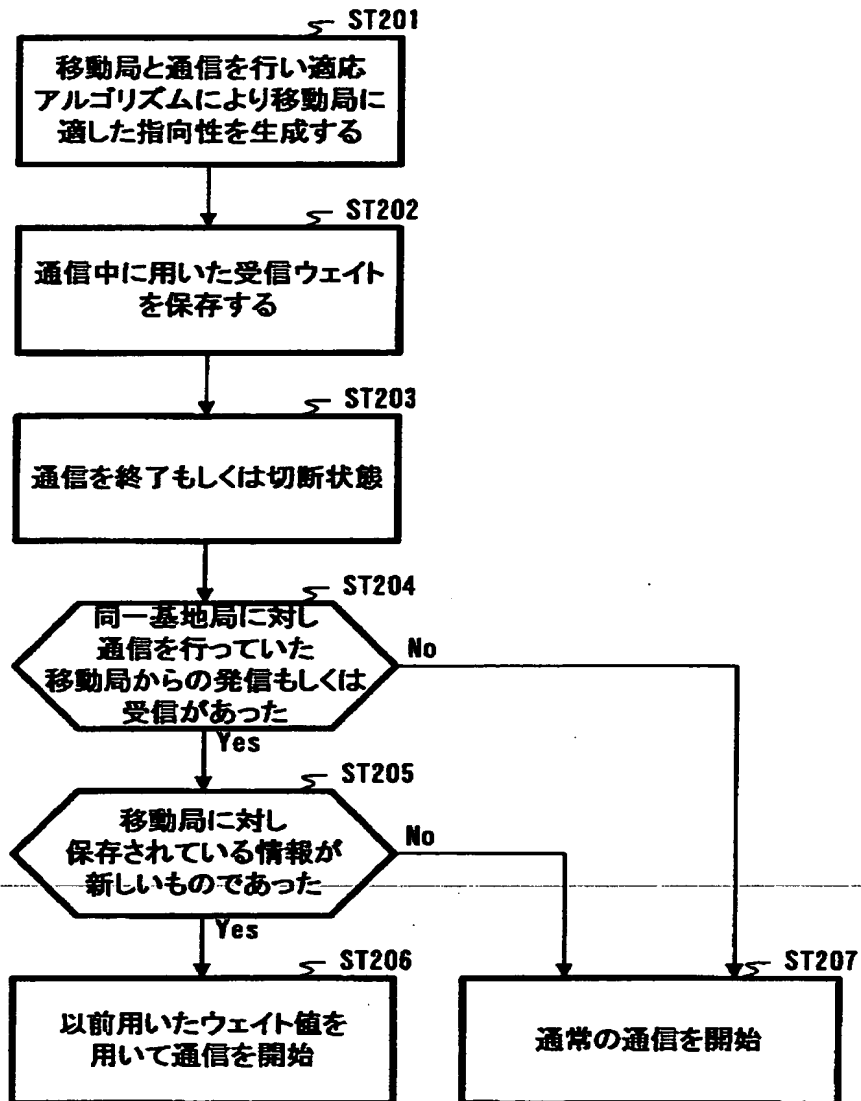 ST201
移動局と通信を行い適応
アルゴリズムにより移動局に
適した指向性を生成する
ST202
通信中に用いた受信ウェイト
を保存する
ST203
通信を終了もしくは切断状態
ST204
同一基地局に対し
通信を行っていた
移動局からの発信もしくは
受信があった
No
Yes
ST205
移動局に対し
保存されている情報が
新しいものであった
No
Yes
ST206
以前用いたウェイト値を
用いて通信を開始
ST207
通常の通信を開始